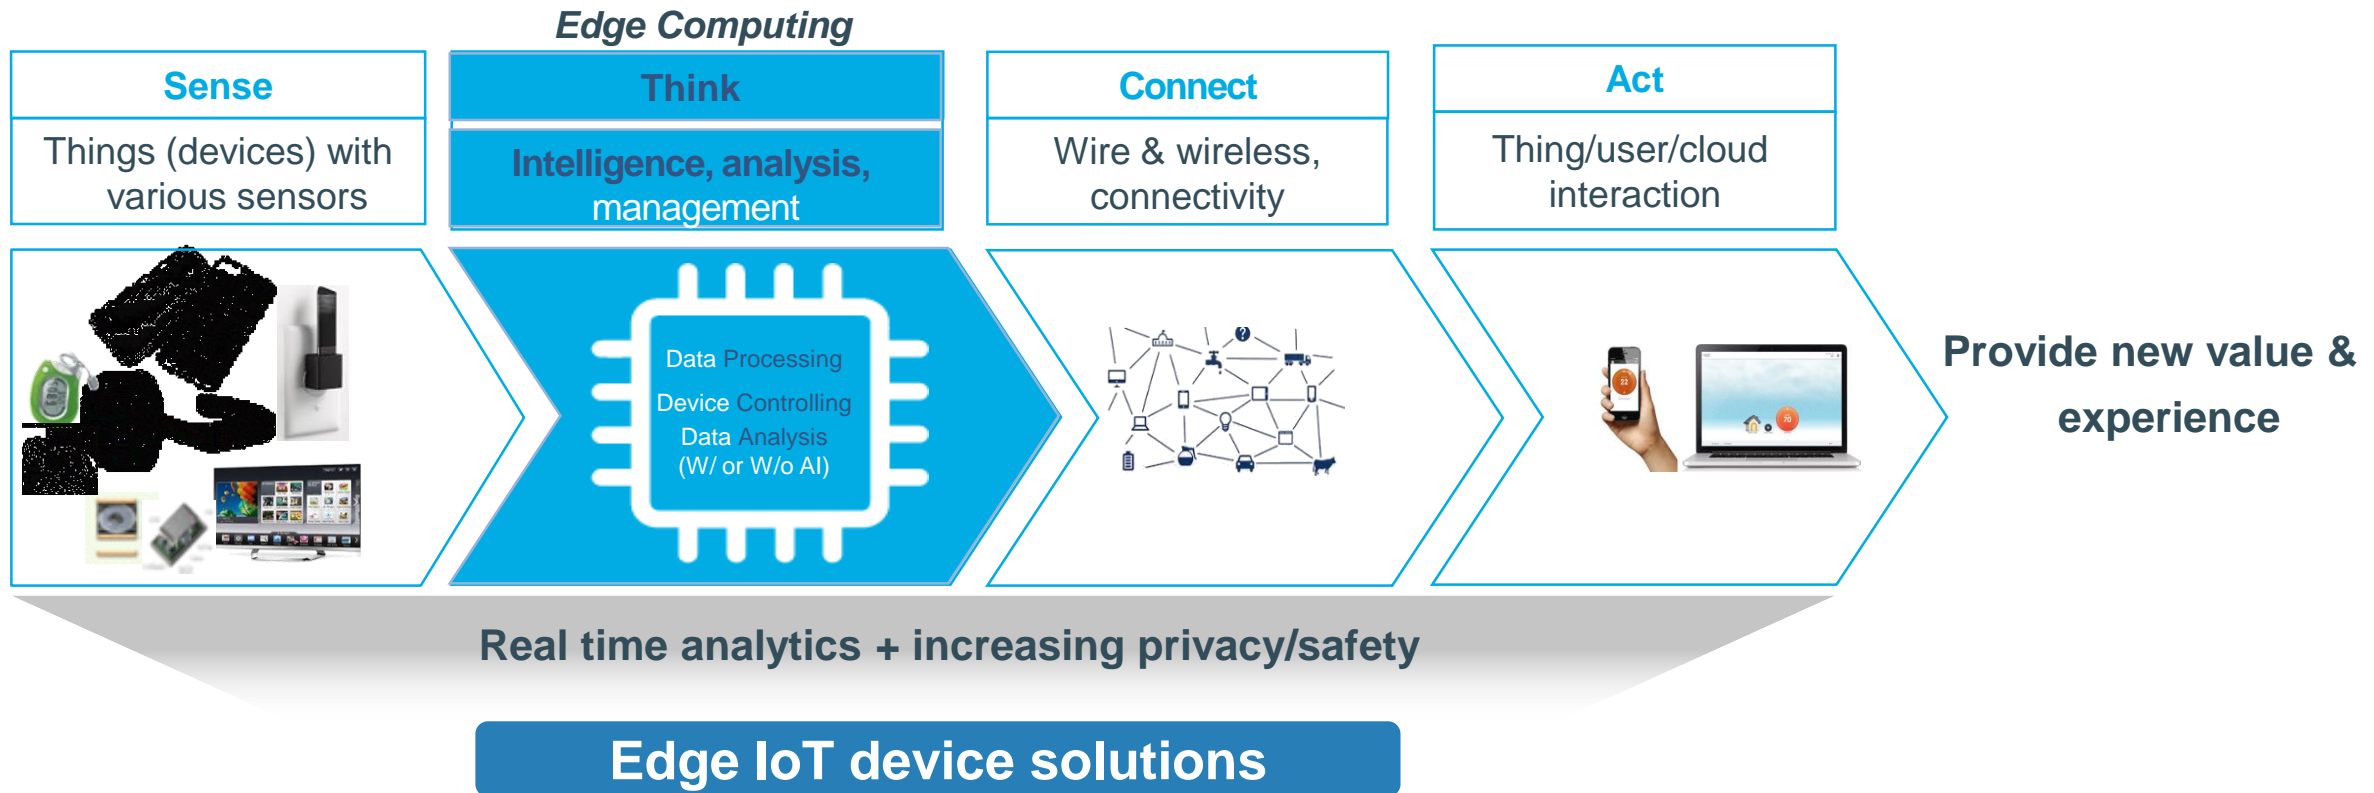 Edge Computing
Sense
Think
Connect
Act
Things (devices) with
various sensors
Intelligence, analysis,
management
Wire & wireless,
connectivity
Thing/user/cloud
interaction
Data Processing
Device Controlling
Data Analysis
(W/ or W/o AI)
?
22
70
Provide new value &
experience
Real time analytics + increasing privacy/safety
Edge IoT device solutions